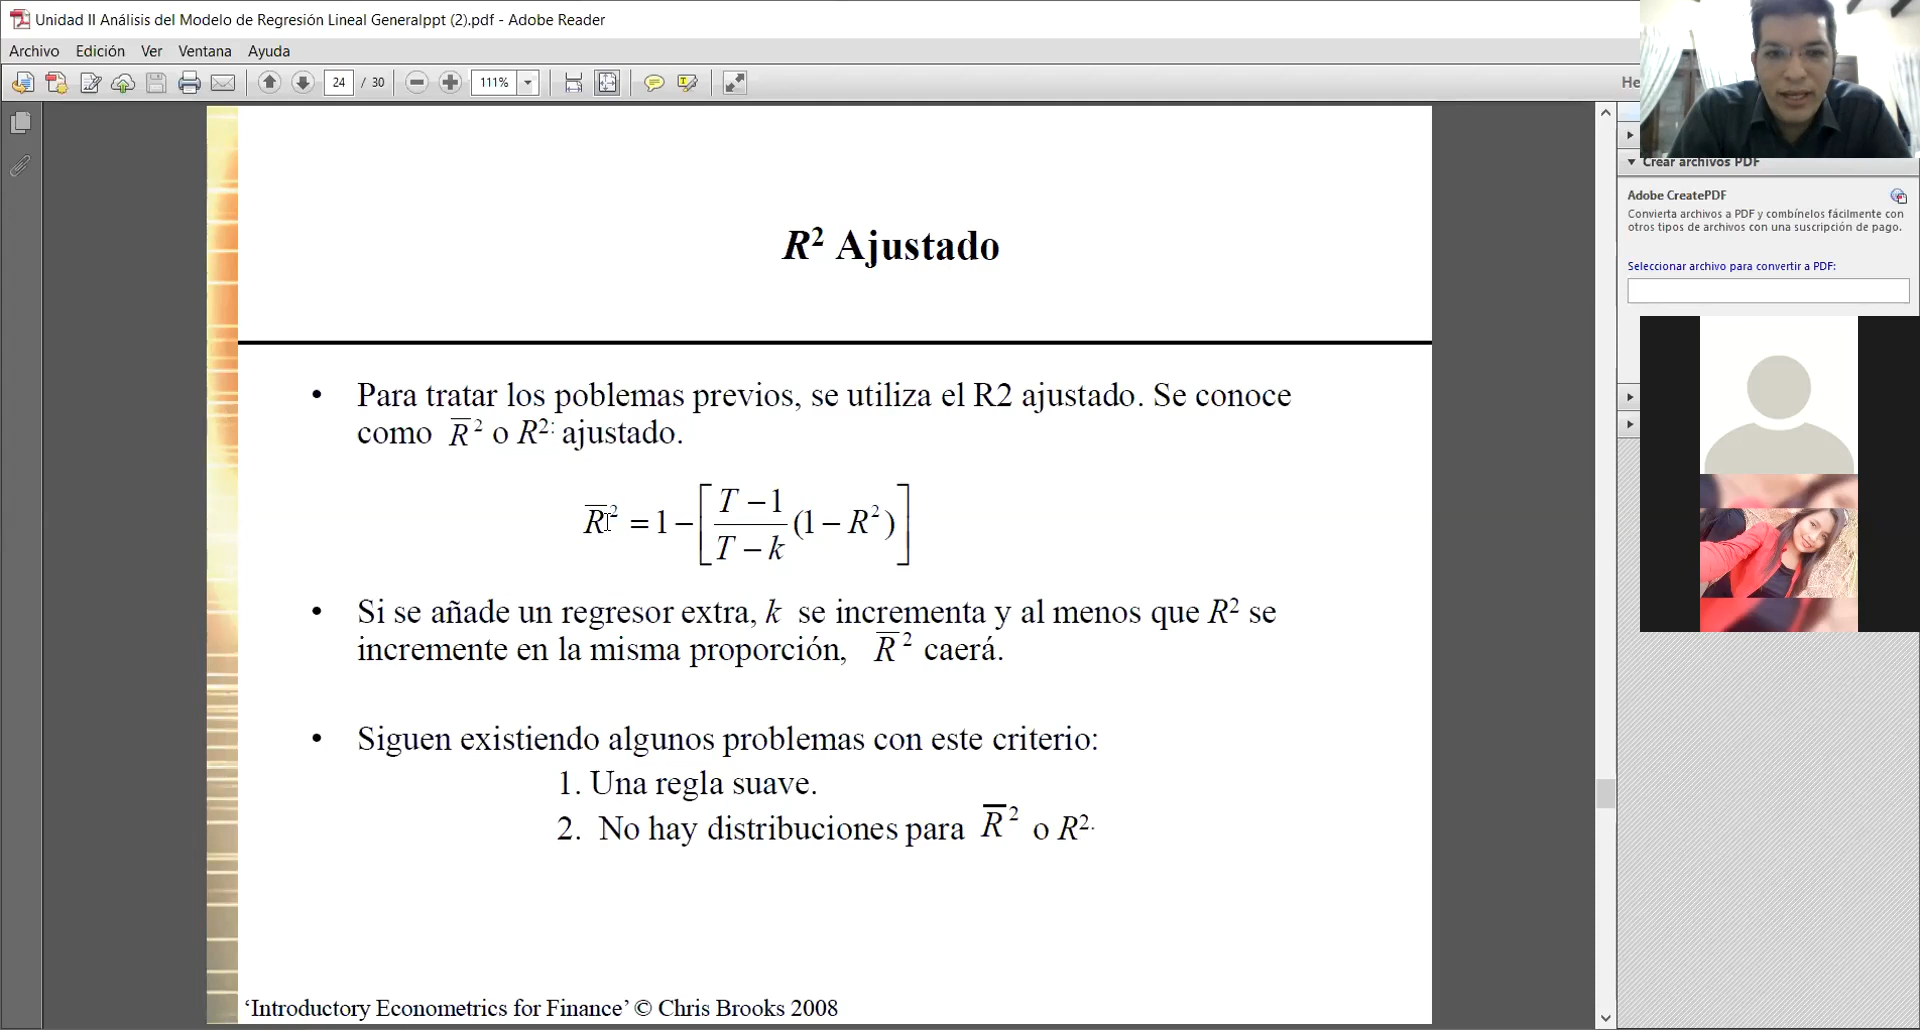 Unidad II Análisis del Modelo de Regresión Lineal Generalppt (2).pdf - Adobe Reader
Archivo Edición Ver Ventana Ayuda
24 / 30 111%
He
Crear archivos PDF
Adobe CreatePDF
Convierta archivos a PDF y combínelos fácilmente con
otros tipos de archivos con una suscripción de pago.
Seleccionar archivo para convertir a PDF:
R² Ajustado
• Para tratar los poblemas previos, se utiliza el R2 ajustado. Se conoce
como R̅² o R²: ajustado.
R̅² = 1 − [ (T − 1)/(T − k) (1 − R²) ]
• Si se añade un regresor extra, k se incrementa y al menos que R² se
incremente en la misma proporción, R̅² caerá.
• Siguen existiendo algunos problemas con este criterio:
1. Una regla suave.
2. No hay distribuciones para R̅² o R².
‘Introductory Econometrics for Finance’ © Chris Brooks 2008